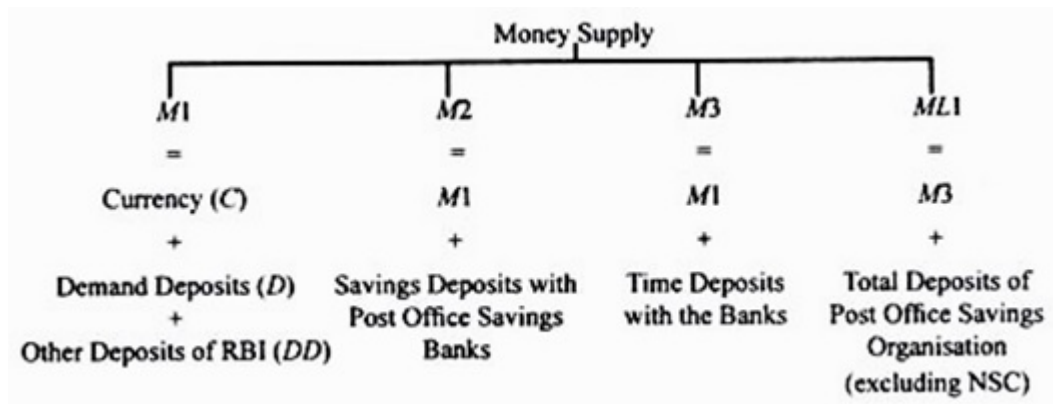 Money Supply
M1
=
Currency (C)
+
Demand Deposits (D)
+
Other Deposits of RBI (DD)
M2
=
M1
+
Savings Deposits with
Post Office Savings
Banks
M3
=
M1
+
Time Deposits
with the Banks
ML1
=
M3
+
Total Deposits of
Post Office Savings
Organisation
(excluding NSC)